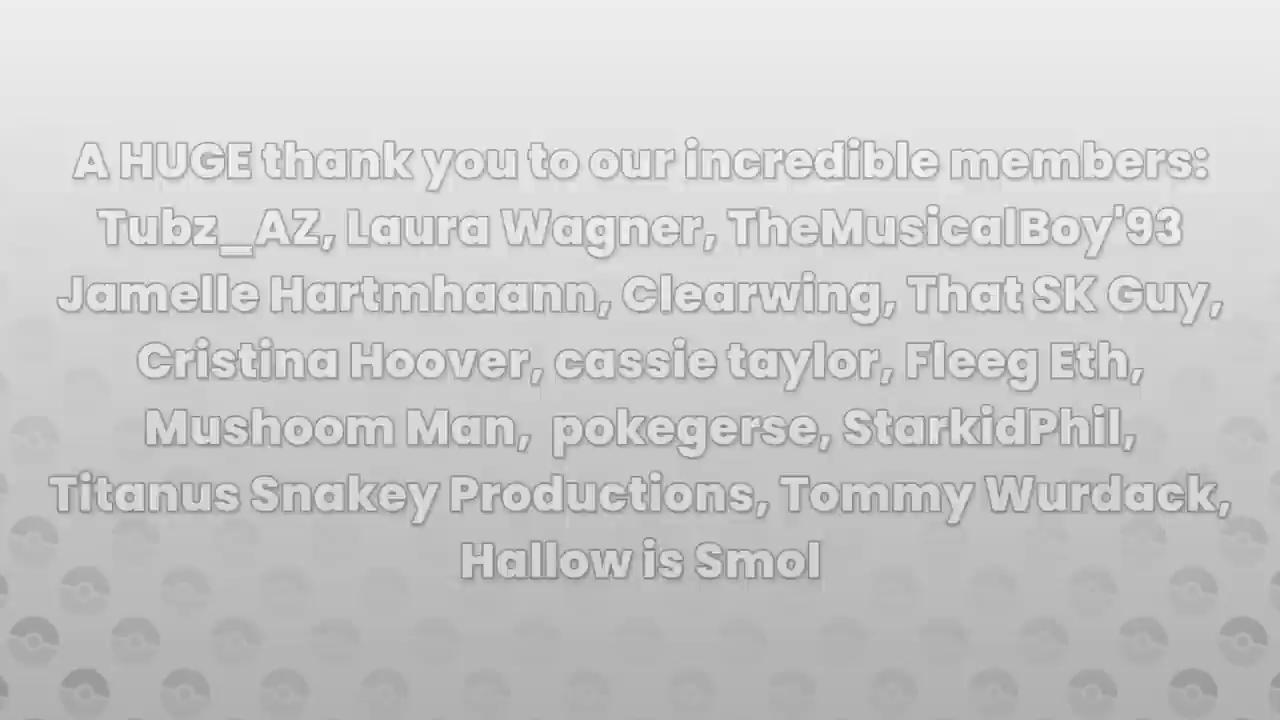 A HUGE thank you to our incredible members:
Tubz_AZ, Laura Wagner, TheMusicalBoy'93
Jamelle Hartmhaann, Clearwing, That SK Guy,
Cristina Hoover, cassie taylor, Fleeg Eth,
Mushoom Man, pokegerse, StarkidPhil,
Titanus Snakey Productions, Tommy Wurdack,
Hallow is Smol